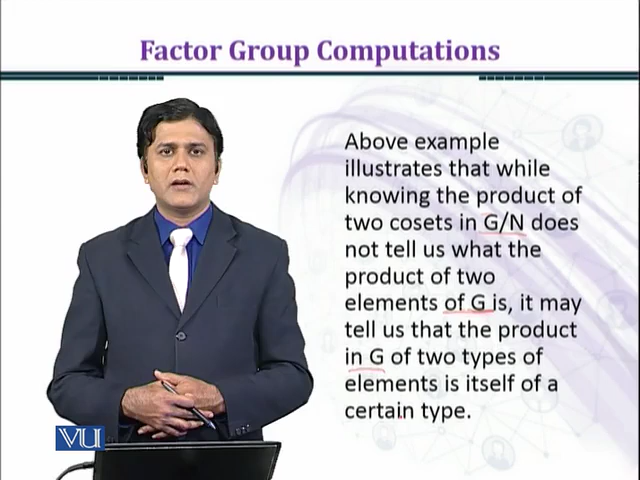 Factor Group Computations
Above example
illustrates that while
knowing the product of
two cosets in G/N does
not tell us what the
product of two
elements of G is, it may
tell us that the product
in G of two types of
elements is itself of a
certain type.
VU